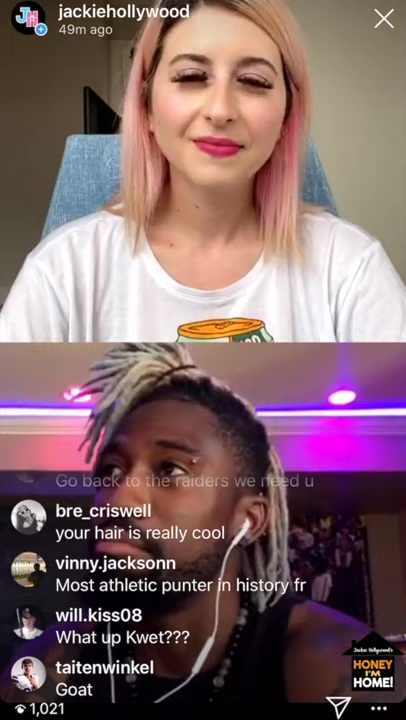 jackiehollywood
49m ago
Go back to the raiders we need u
bre_criswell
your hair is really cool
vinny.jacksonn
Most athletic punter in history fr
will.kiss08
What up Kwet???
taitenwinkel
Goat
1,021
Jackie Hollywood's
HONEY
I'M
HOME!